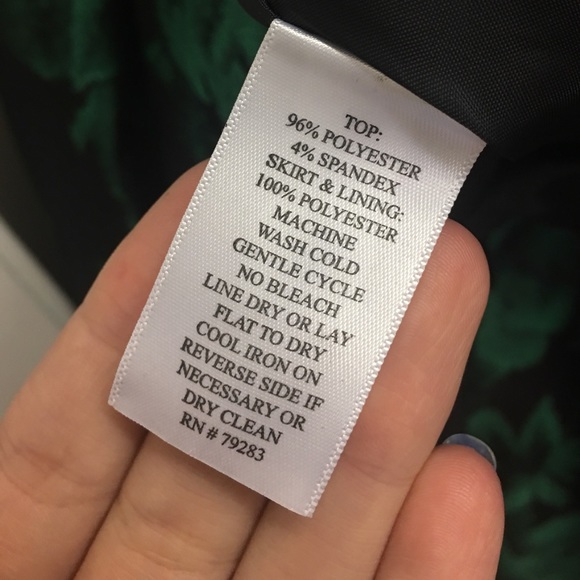 TOP:
96% POLYESTER
4% SPANDEX
SKIRT & LINING:
100% POLYESTER
MACHINE
WASH COLD
GENTLE CYCLE
NO BLEACH
LINE DRY OR LAY
FLAT TO DRY
COOL IRON ON
REVERSE SIDE IF
NECESSARY OR
DRY CLEAN
RN # 79283